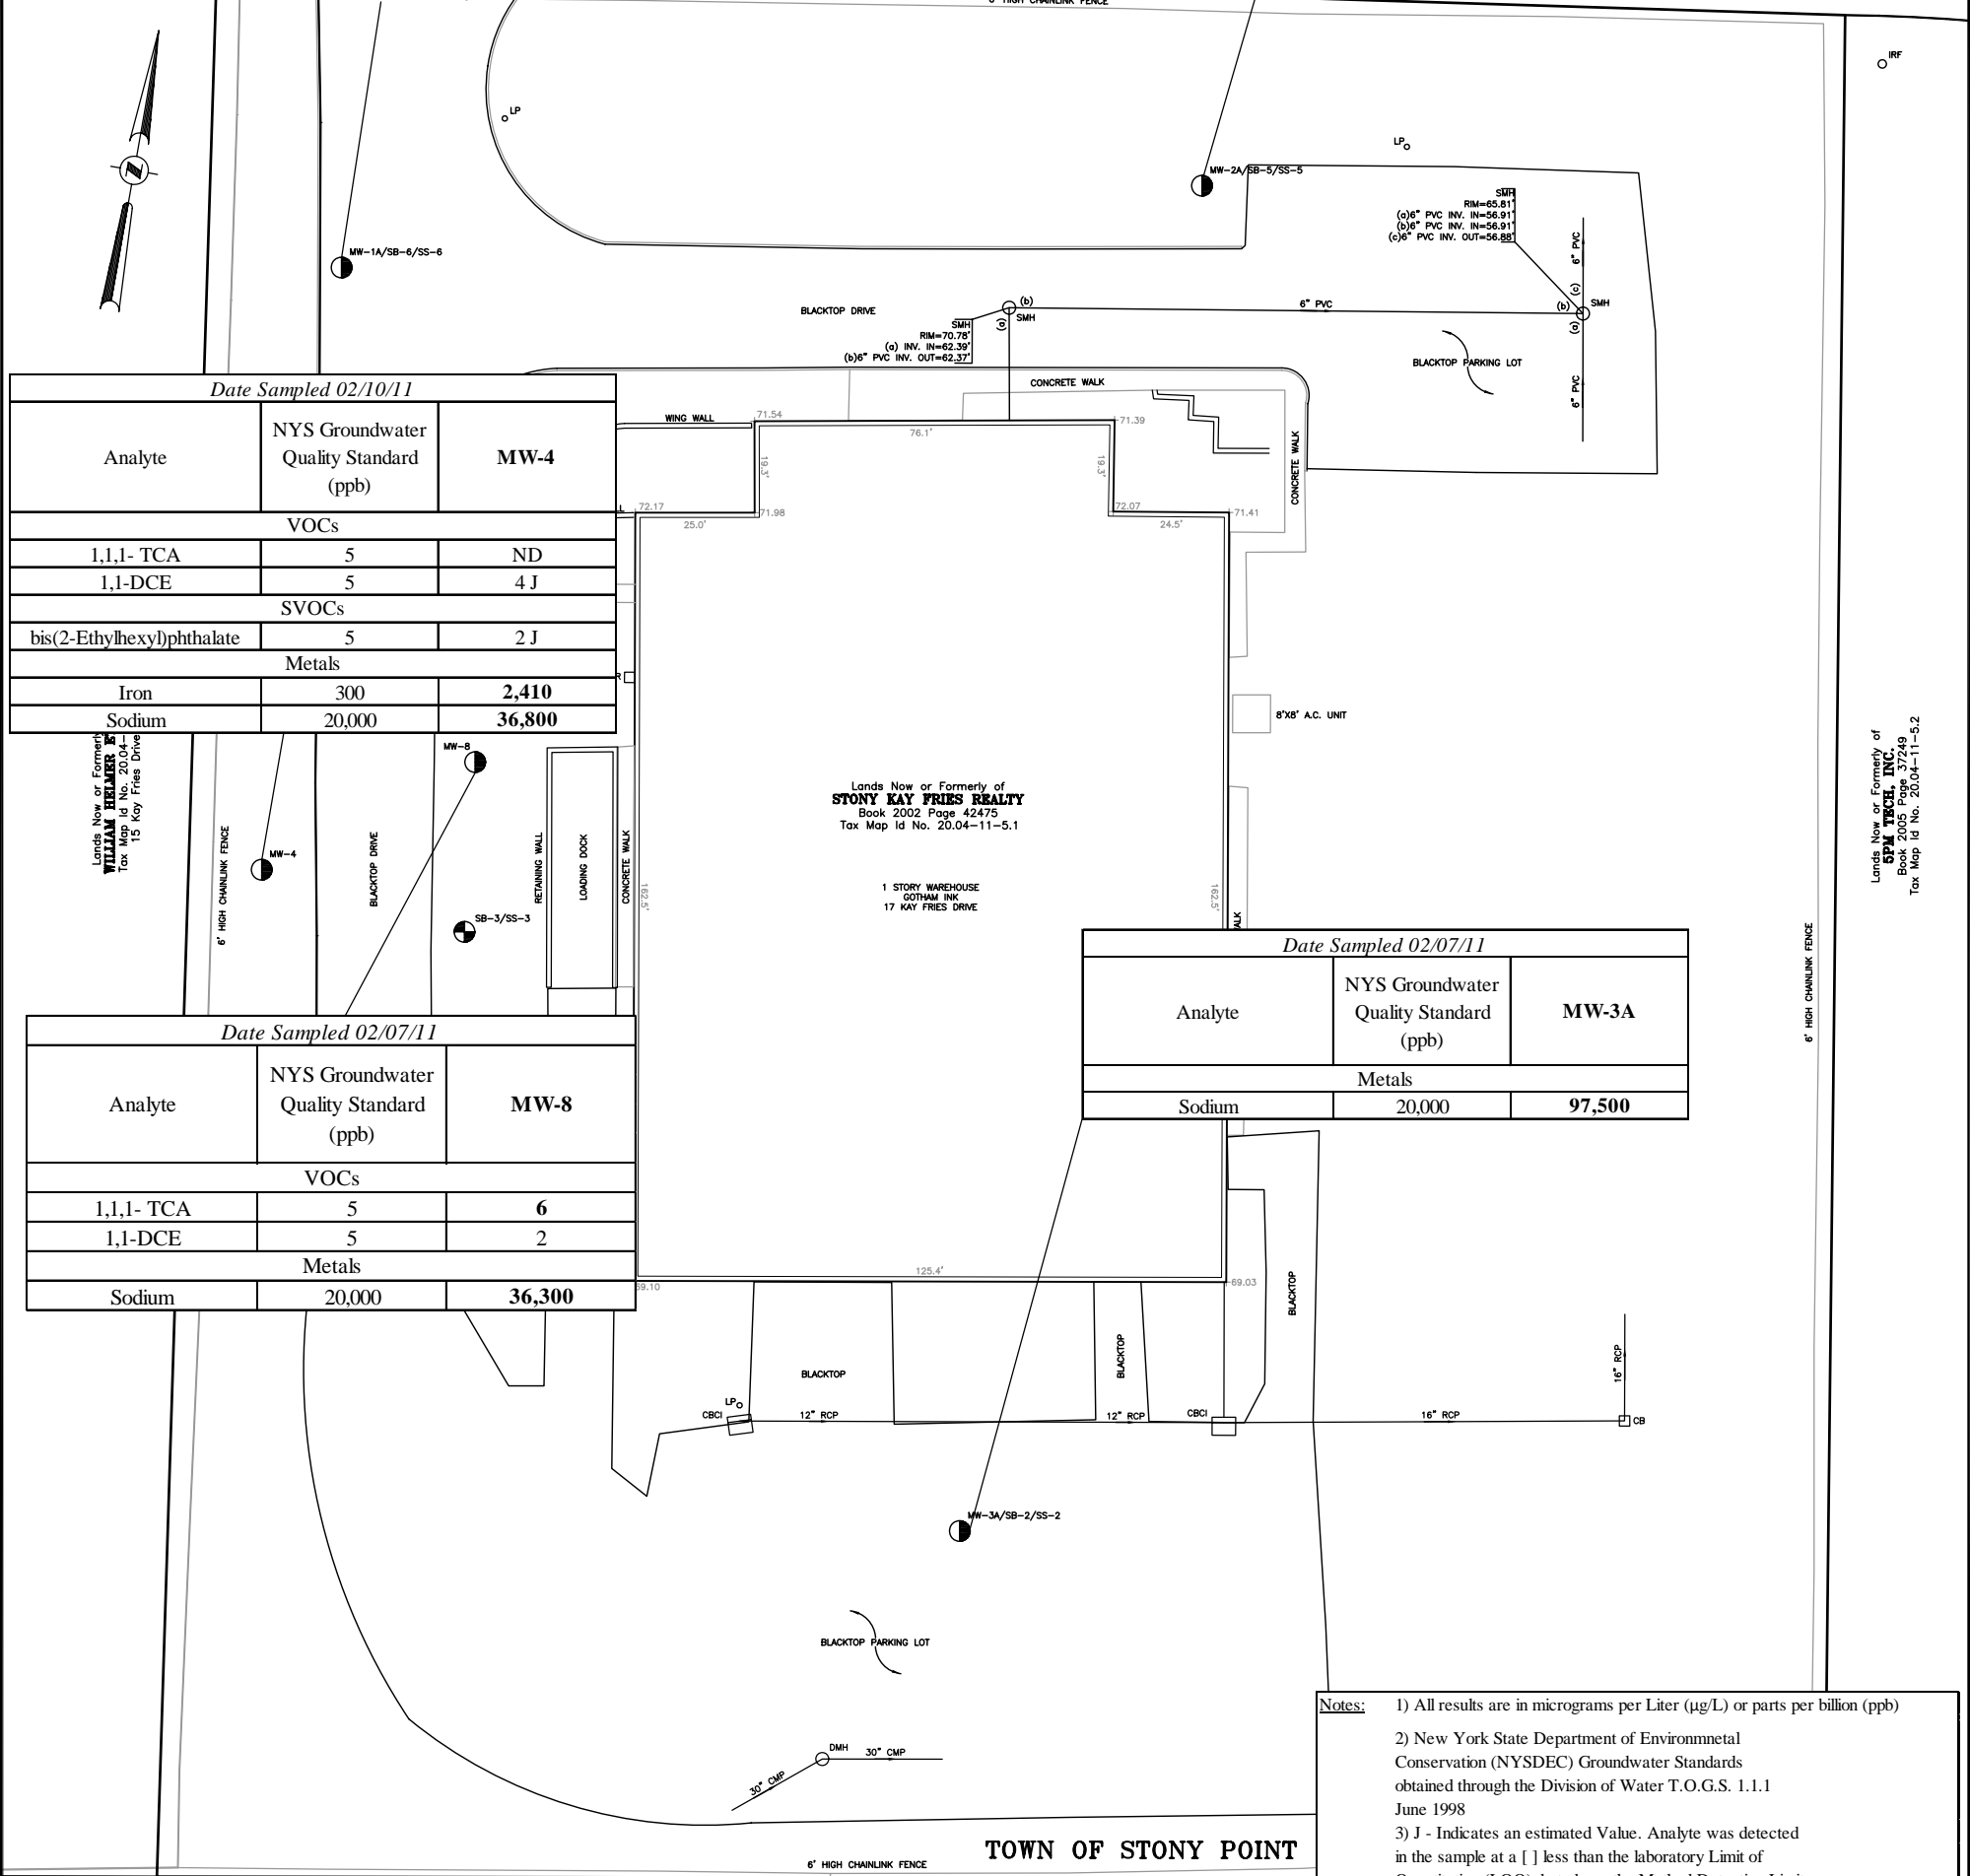 6' HIGH CHAINLINK FENCE
IRF
LP
LP
MW-2A/SB-5/SS-5
SMH
RIM=65.81'
(a)6" PVC INV. IN=56.91'
(b)6" PVC INV. IN=56.91'
(c)6" PVC INV. OUT=56.88'
6" PVC
MW-1A/SB-6/SS-6
N
BLACKTOP DRIVE
(b)
SMH
(a)
6" PVC
(c)
(b)
SMH
(a)
SMH
RIM=70.78'
(a) INV. IN=62.39'
(b)6" PVC INV. OUT=62.37'
BLACKTOP PARKING LOT
6" PVC
CONCRETE WALK
WING WALL
71.54
76.1'
71.39
19.3'
19.3'
CONCRETE WALK
72.17
25.0'
71.98
72.07
24.5'
71.41
Date Sampled 02/10/11
Analyte
NYS Groundwater
Quality Standard
(ppb)
MW-4
VOCs
1,1,1- TCA 5 ND
1,1-DCE 5 4 J
SVOCs
bis(2-Ethylhexyl)phthalate 5 2 J
Metals
Iron 300 2,410
Sodium 20,000 36,800
8'X8' A.C. UNIT
Lands Now or Formerly
WILLIAM HELMER E
Tax Map Id No. 20.04-
15 Kay Fries Drive
MW-8
MW-4
SB-3/SS-3
6' HIGH CHAINLINK FENCE
BLACKTOP DRIVE
RETAINING WALL
LOADING DOCK
CONCRETE WALK
162.5'
Lands Now or Formerly of
STONY KAY FRIES REALTY
Book 2002 Page 42475
Tax Map Id No. 20.04-11-5.1
1 STORY WAREHOUSE
GOTHAM INK
17 KAY FRIES DRIVE
162.5'
ALK
Lands Now or Formerly of
5PM TECH, INC.
Book 2005 Page 37249
Tax Map Id No. 20.04-11-5.2
6' HIGH CHAINLINK FENCE
Date Sampled 02/07/11
Analyte
NYS Groundwater
Quality Standard
(ppb)
MW-3A
Metals
Sodium 20,000 97,500
Date Sampled 02/07/11
Analyte
NYS Groundwater
Quality Standard
(ppb)
MW-8
VOCs
1,1,1- TCA 5 6
1,1-DCE 5 2
Metals
Sodium 20,000 36,300
69.10
125.4'
69.03
BLACKTOP
BLACKTOP
BLACKTOP
16" RCP
LP
CBCI
12" RCP
12" RCP
CBCI
16" RCP
CB
MW-3A/SB-2/SS-2
BLACKTOP PARKING LOT
DMH
30" CMP
30" CMP
TOWN OF STONY POINT
6' HIGH CHAINLINK FENCE
Notes: 1) All results are in micrograms per Liter (µg/L) or parts per billion (ppb)
2) New York State Department of Environmnetal
Conservation (NYSDEC) Groundwater Standards
obtained through the Division of Water T.O.G.S. 1.1.1
June 1998
3) J - Indicates an estimated Value. Analyte was detected
in the sample at a [ ] less than the laboratory Limit of